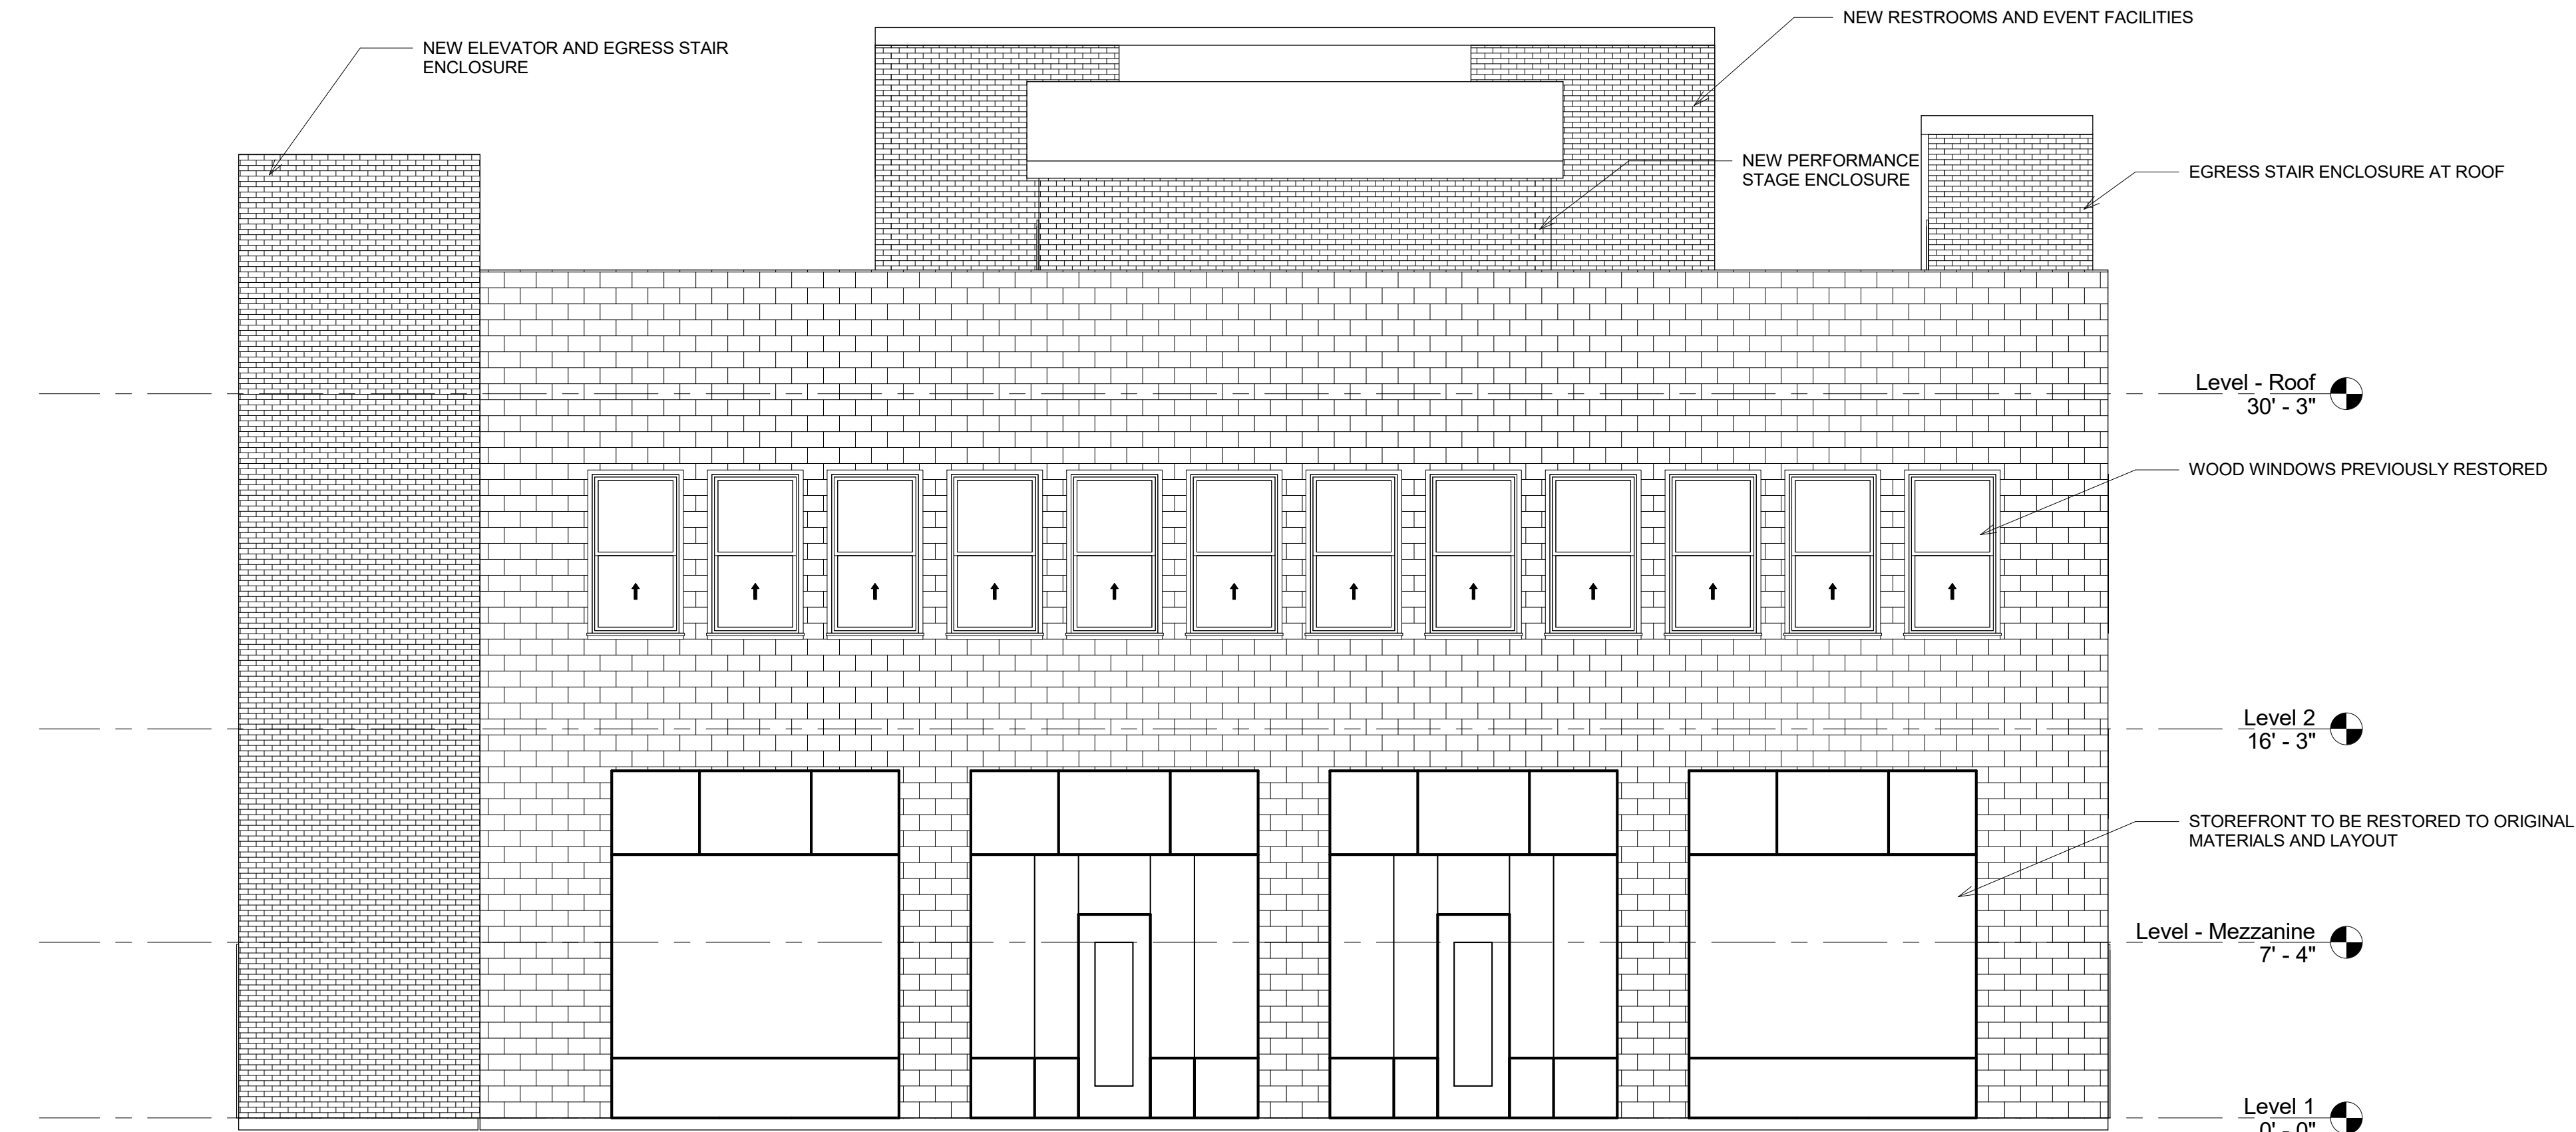 NEW RESTROOMS AND EVENT FACILITIES
NEW ELEVATOR AND EGRESS STAIR
ENCLOSURE
NEW PERFORMANCE
STAGE ENCLOSURE
EGRESS STAIR ENCLOSURE AT ROOF
Level - Roof
30' - 3"
WOOD WINDOWS PREVIOUSLY RESTORED
Level 2
16' - 3"
STOREFRONT TO BE RESTORED TO ORIGINAL
MATERIALS AND LAYOUT
Level - Mezzanine
7' - 4"
Level 1
0' - 0"